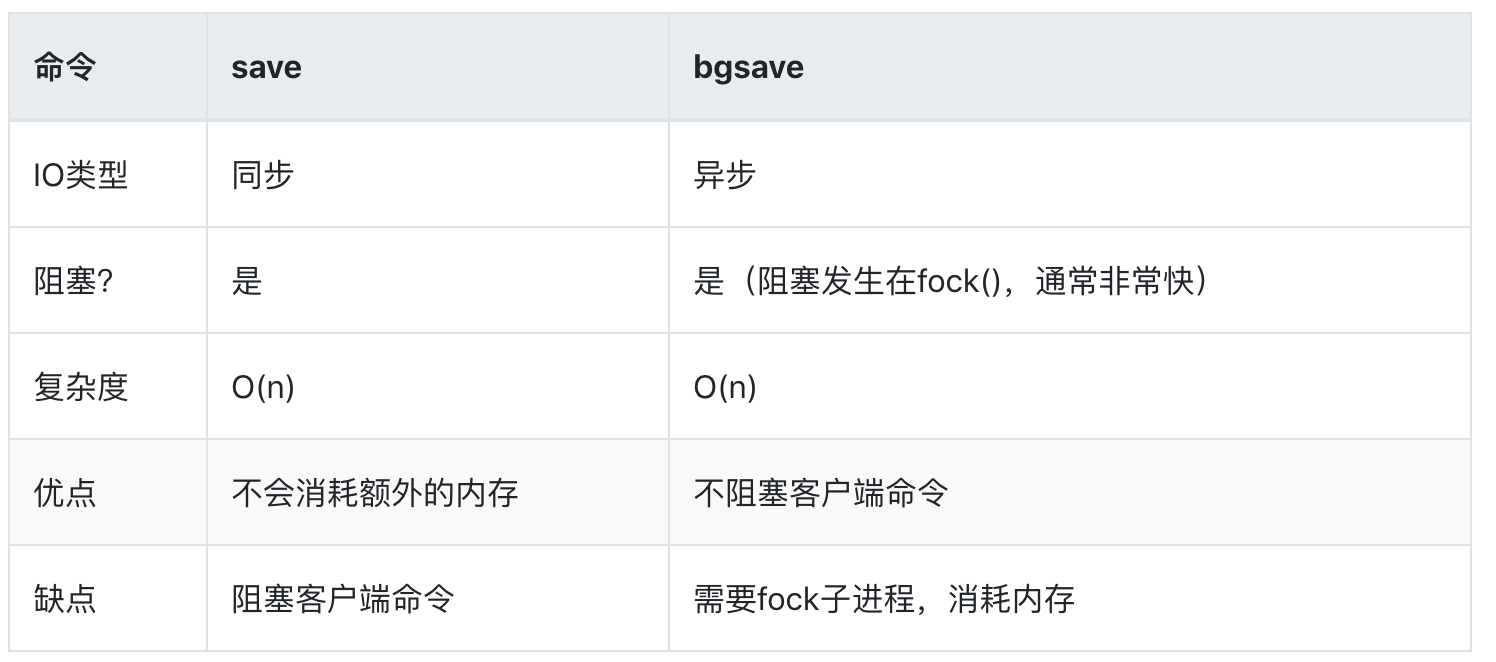 命令 save bgsave
IO类型 同步 异步
阻塞? 是 是（阻塞发生在fock()，通常非常快）
复杂度 O(n) O(n)
优点 不会消耗额外的内存 不阻塞客户端命令
缺点 阻塞客户端命令 需要fock子进程，消耗内存